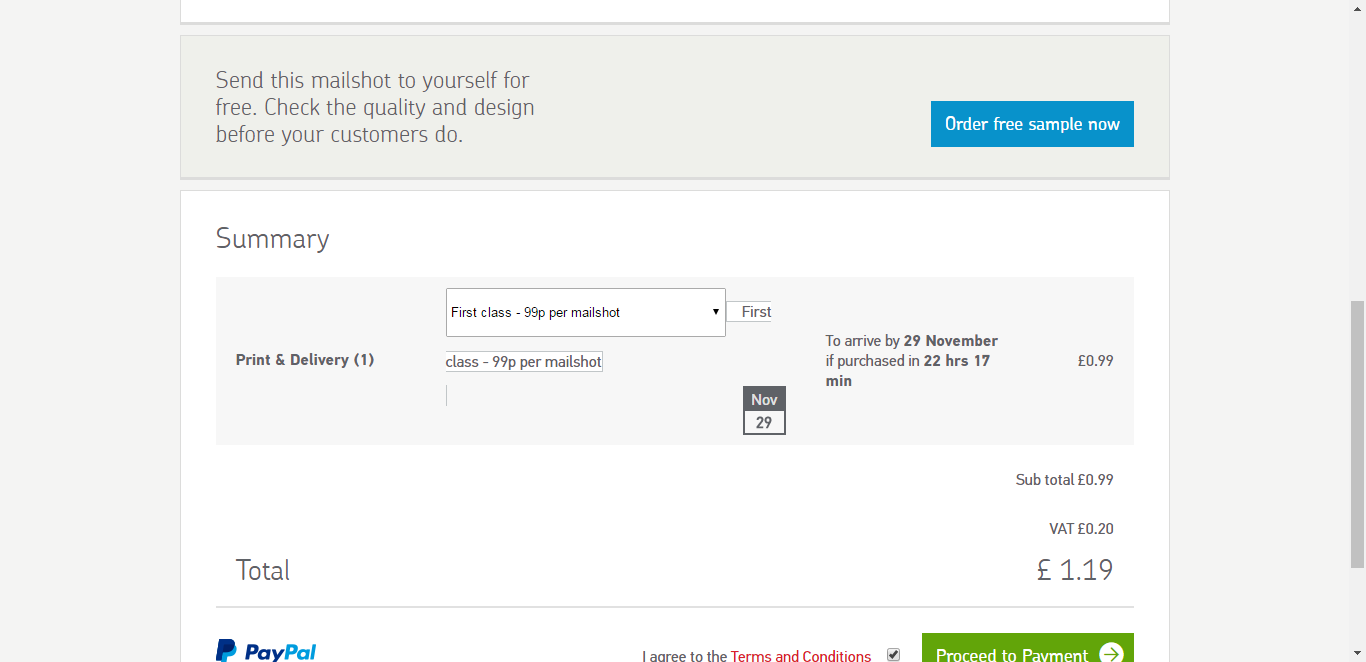 Send this mailshot to yourself for
free. Check the quality and design
before your customers do.
Order free sample now
Summary
First class - 99p per mailshot
First
class - 99p per mailshot
Print & Delivery (1)
Nov
29
To arrive by 29 November
if purchased in 22 hrs 17
min
£0.99
Sub total £0.99
VAT £0.20
Total
£ 1.19
PayPal
I agree to the Terms and Conditions
Proceed to Payment